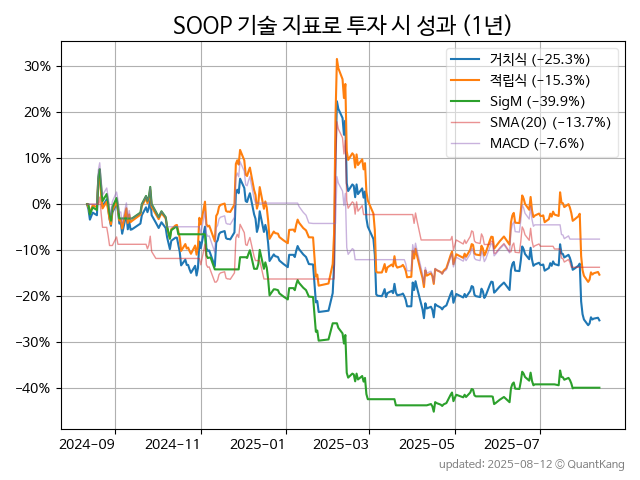 SOOP 기술 지표로 투자 시 성과 (1년)
거치식 (−25.3%)
적립식 (−15.3%)
SigM (−39.9%)
SMA(20) (−13.7%)
MACD (−7.6%)
30%
20%
10%
0%
−10%
−20%
−30%
−40%
2024−09
2024−11
2025−01
2025−03
2025−05
2025−07
updated: 2025-08-12 © QuantKang